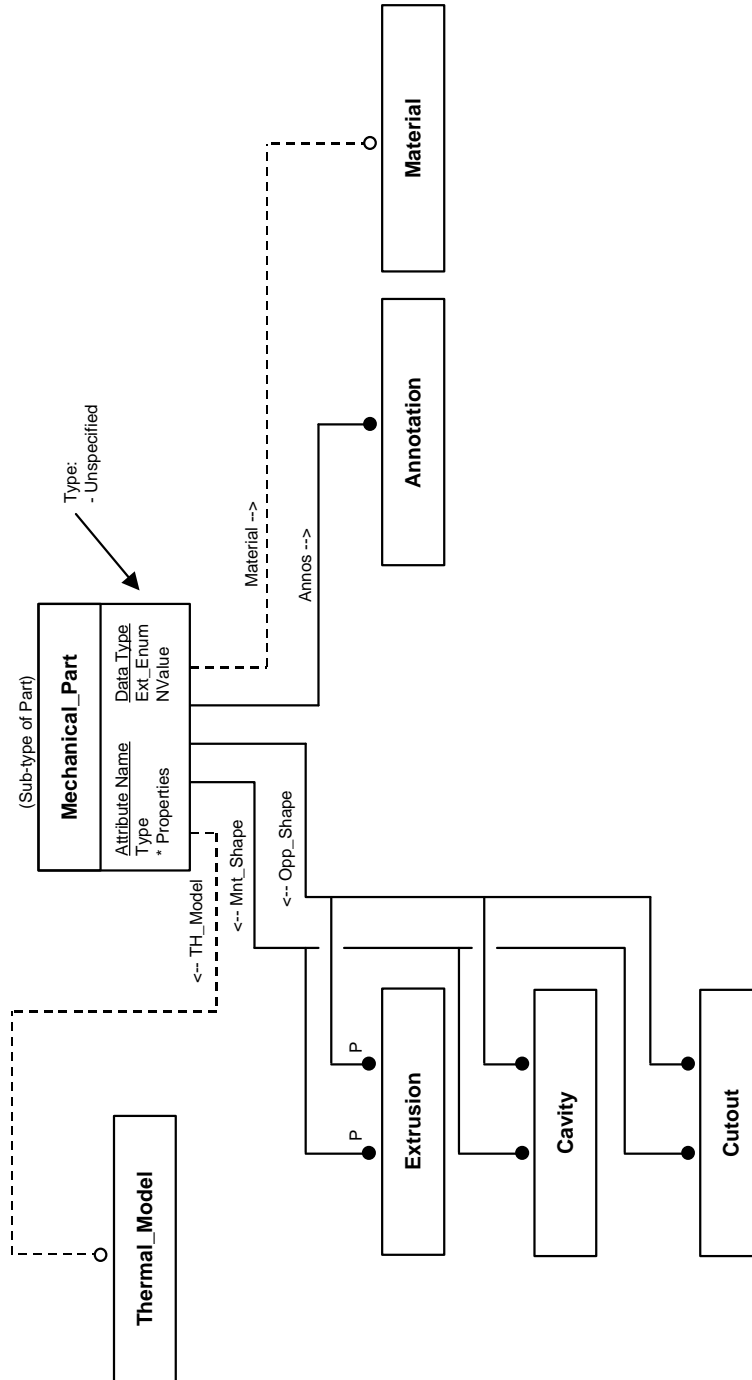 (Sub-type of Part)
Mechanical_Part
Attribute Name Data Type
Type Ext_Enum
* Properties NValue
Type:
- Unspecified
<-- TH_Model
<-- Mnt_Shape
<-- Opp_Shape
Annos -->
Material -->
Thermal_Model
P P
Extrusion
Annotation
Material
Cavity
Cutout